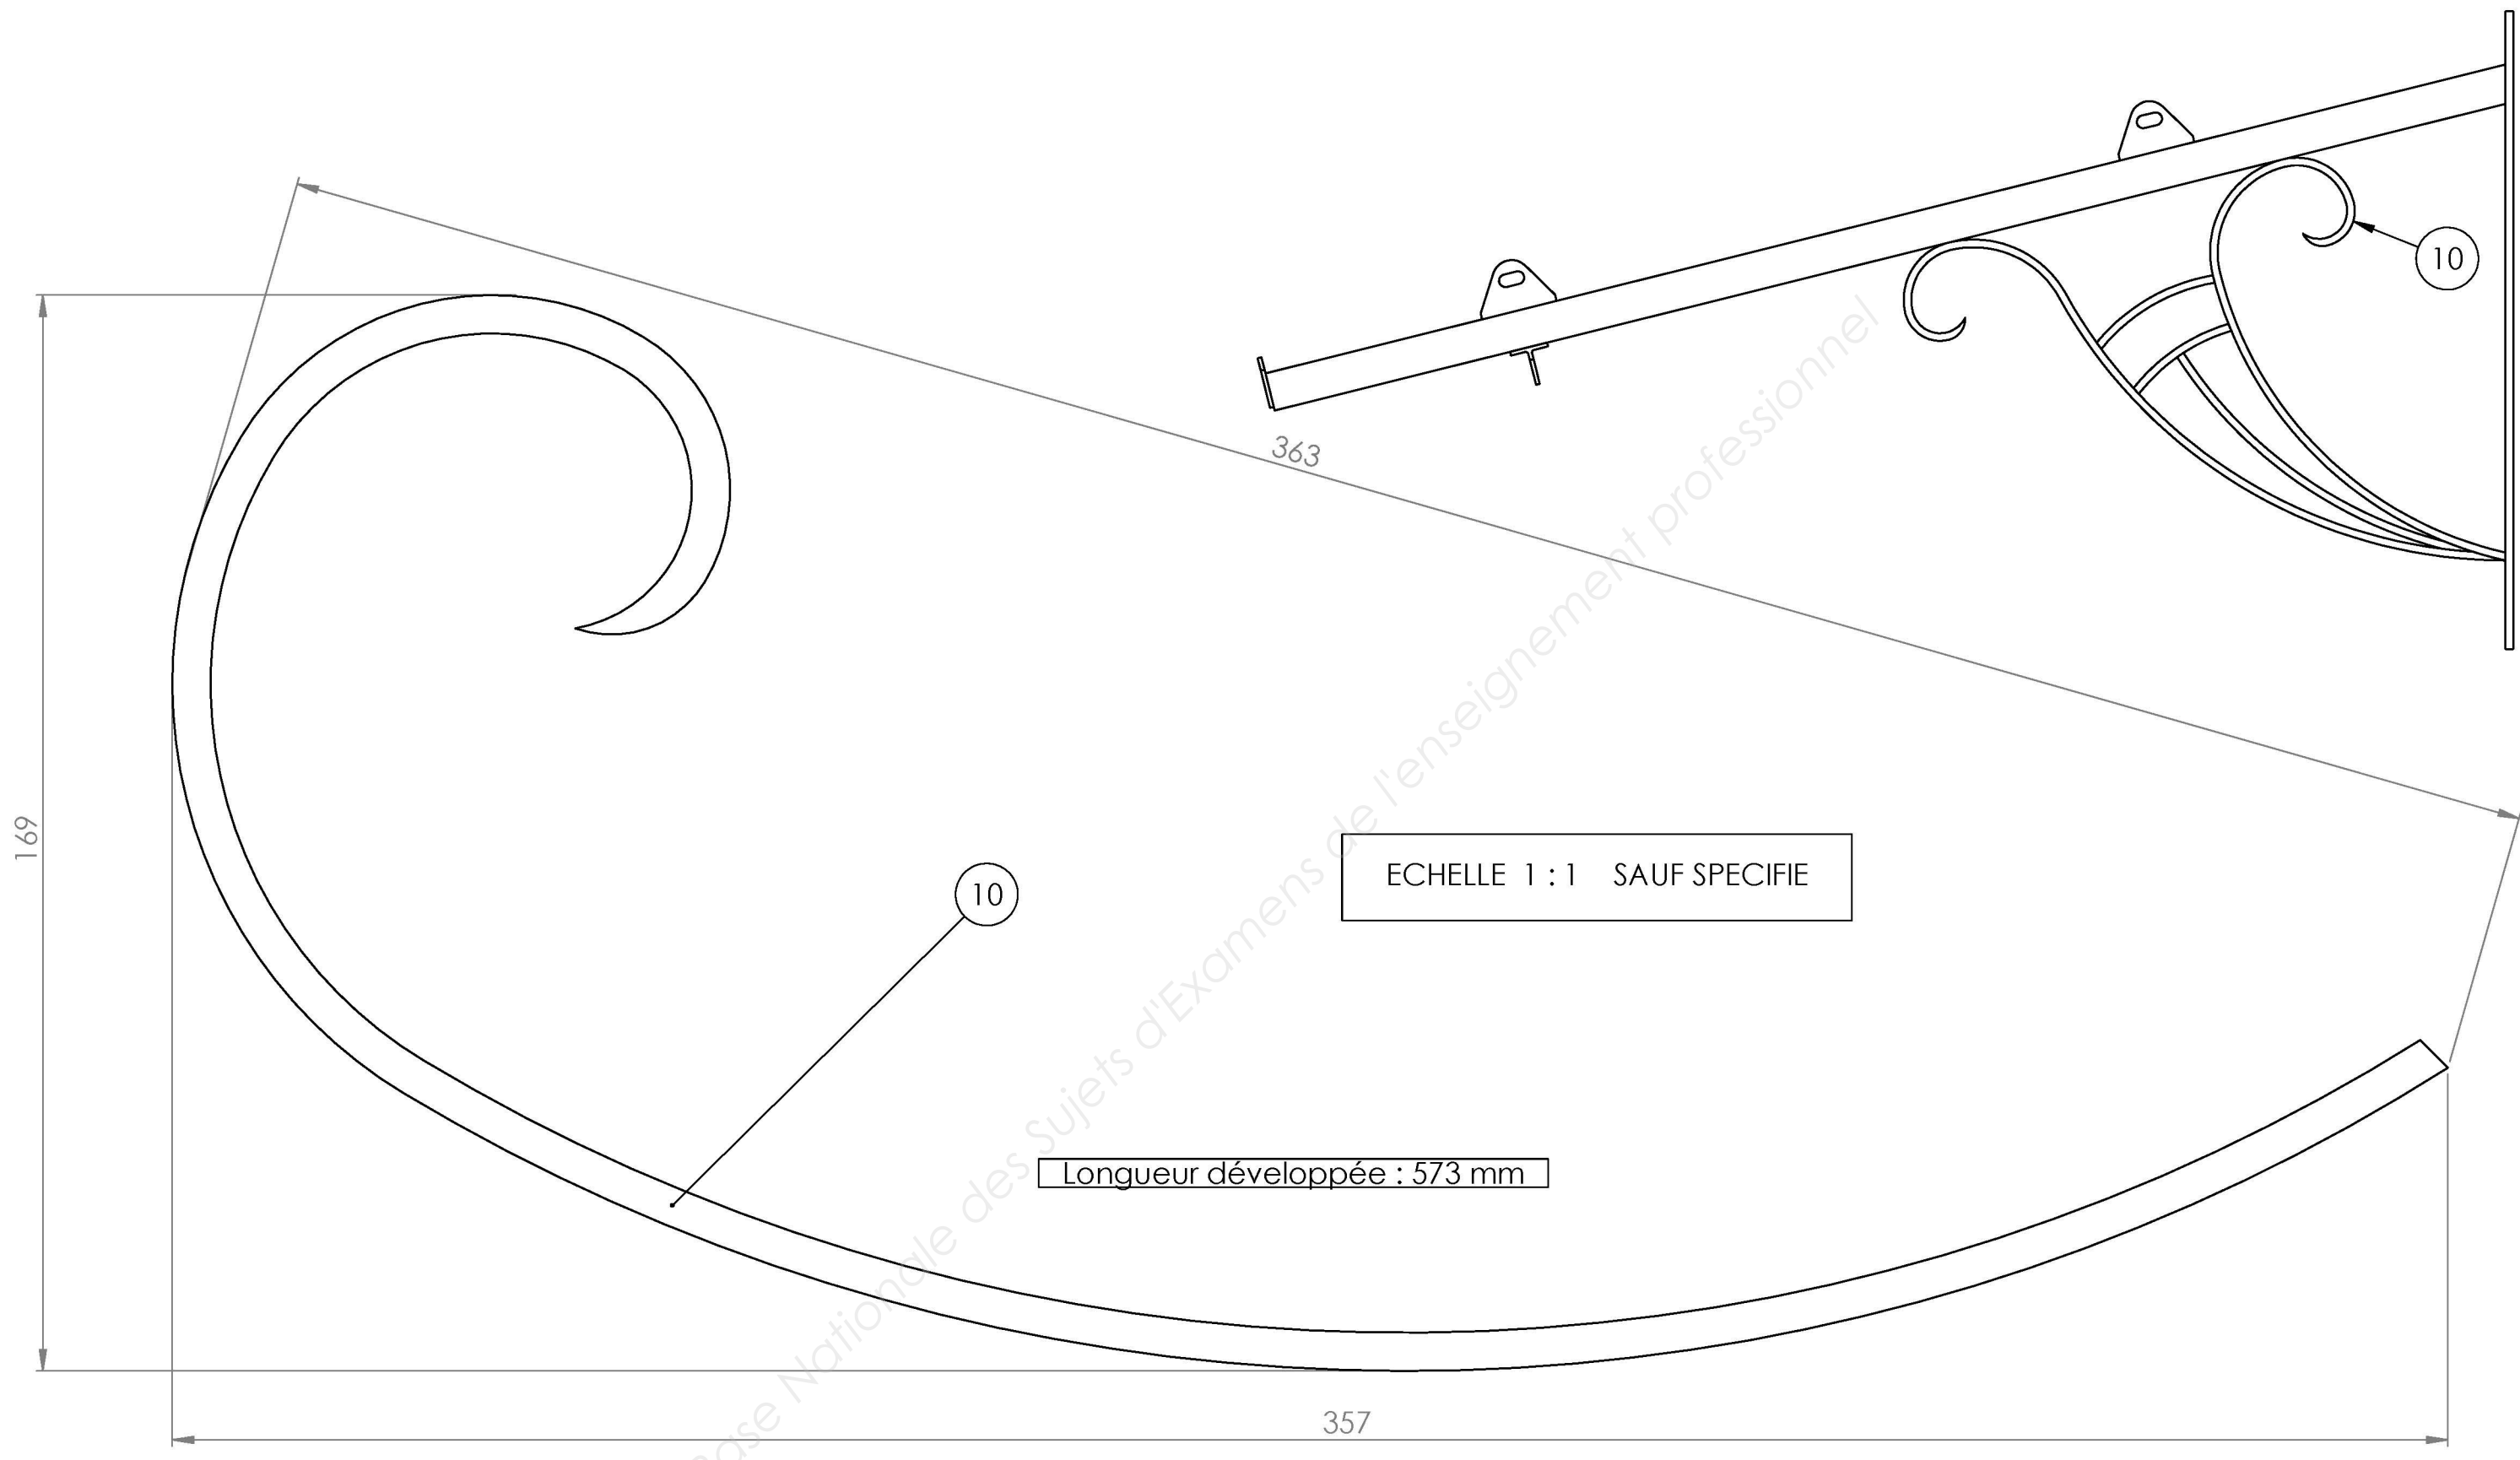 10
363
169
10
ECHELLE 1 : 1 SAUF SPECIFIE
Longueur développée : 573 mm
357
Base Nationale des Sujets d'Examens de l'enseignement professionnel